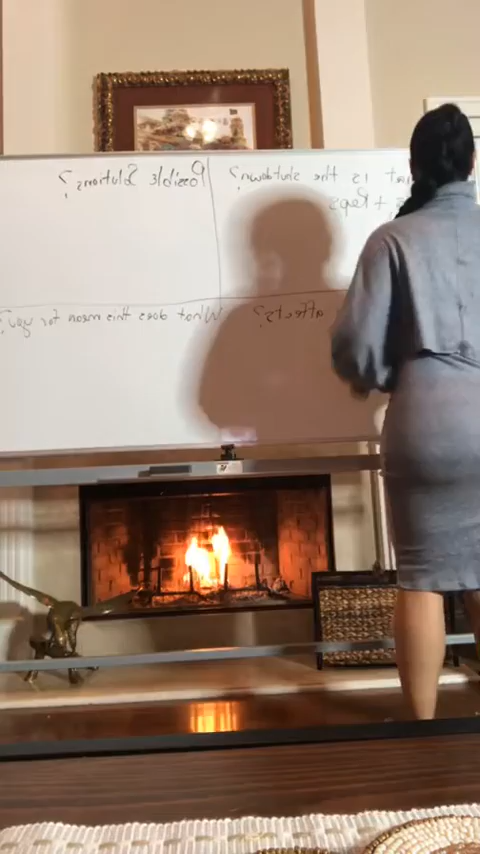 is the shutdown?
+ Reps
Possible Solutions?
affects?
What does this mean for you?